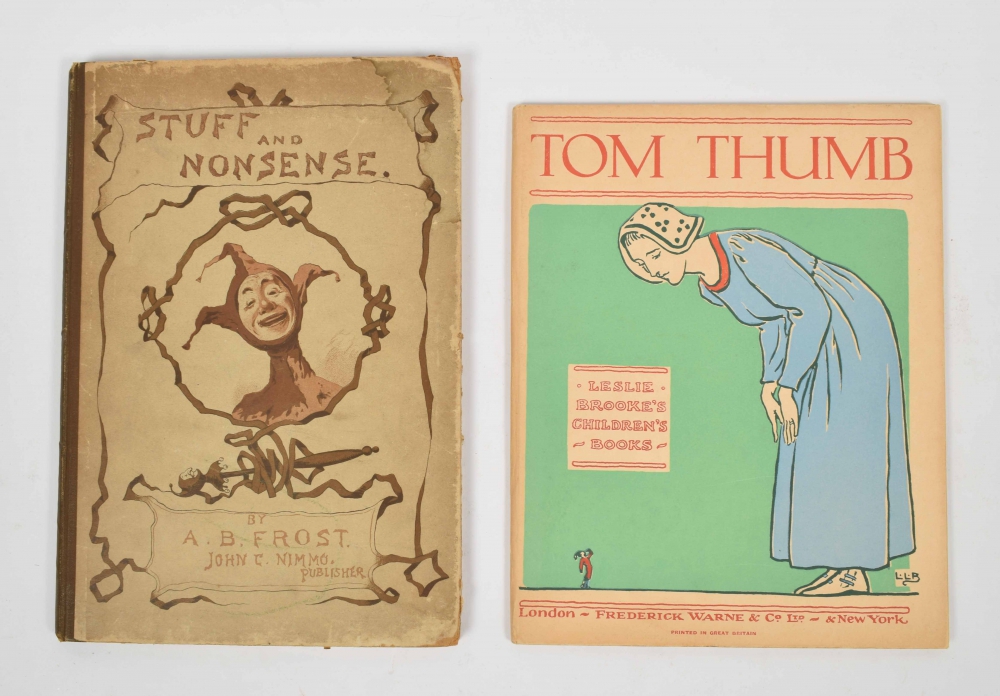 STUFF
AND
NONSENSE.
BY
A. B. FROST.
JOHN C. NIMMO.
PUBLISHER
TOM THUMB
· LESLIE ·
BROOKE'S
CHILDREN'S
~ BOOKS ~
L.L.B
London ~ FREDERICK WARNE & Co LTD ~ & New York
PRINTED IN GREAT BRITAIN